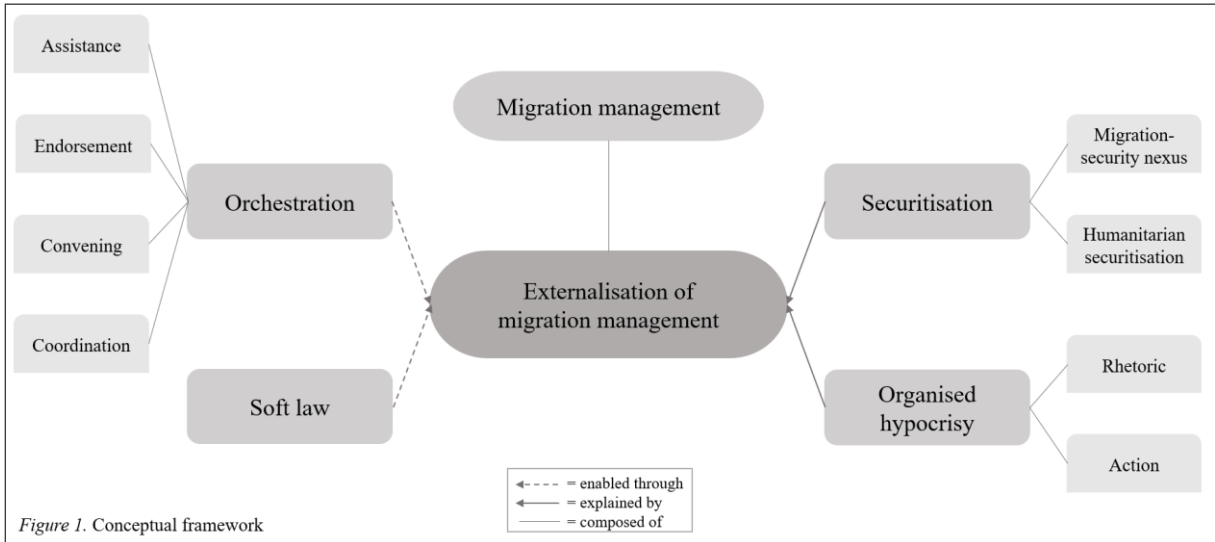 Assistance
Endorsement
Convening
Coordination
Orchestration
Soft law
Migration management
Externalisation of
migration management
Securitisation
Organised
hypocrisy
Migration-
security nexus
Humanitarian
securitisation
Rhetoric
Action
= enabled through
= explained by
= composed of
Figure 1. Conceptual framework